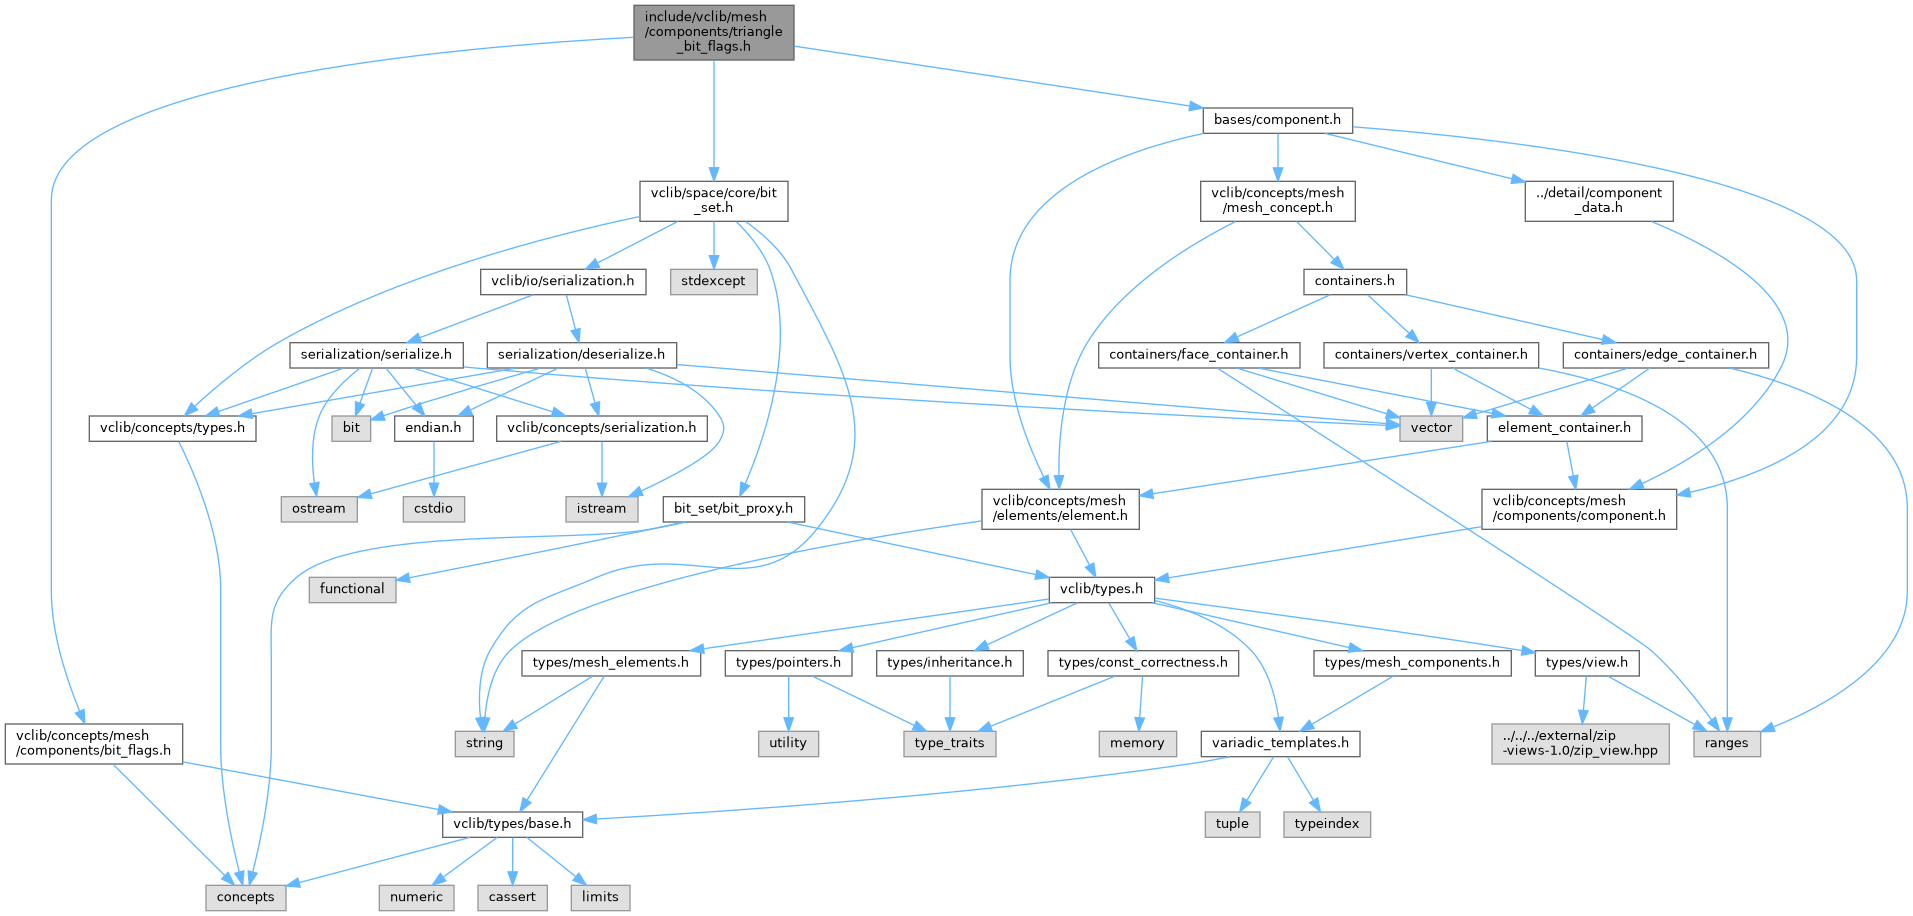 include/vclib/mesh
/components/triangle
_bit_flags.h
bases/component.h
vclib/space/core/bit
_set.h
vclib/concepts/mesh
/mesh_concept.h
../detail/component
_data.h
vclib/io/serialization.h
stdexcept
containers.h
serialization/serialize.h
serialization/deserialize.h
containers/face_container.h
containers/vertex_container.h
containers/edge_container.h
vclib/concepts/types.h
bit
endian.h
vclib/concepts/serialization.h
vector
element_container.h
ostream
cstdio
istream
bit_set/bit_proxy.h
vclib/concepts/mesh
/elements/element.h
vclib/concepts/mesh
/components/component.h
functional
vclib/types.h
types/mesh_elements.h
types/pointers.h
types/inheritance.h
types/const_correctness.h
types/mesh_components.h
types/view.h
vclib/concepts/mesh
/components/bit_flags.h
string
utility
type_traits
memory
variadic_templates.h
../../../external/zip
-views-1.0/zip_view.hpp
ranges
vclib/types/base.h
tuple
typeindex
concepts
numeric
cassert
limits